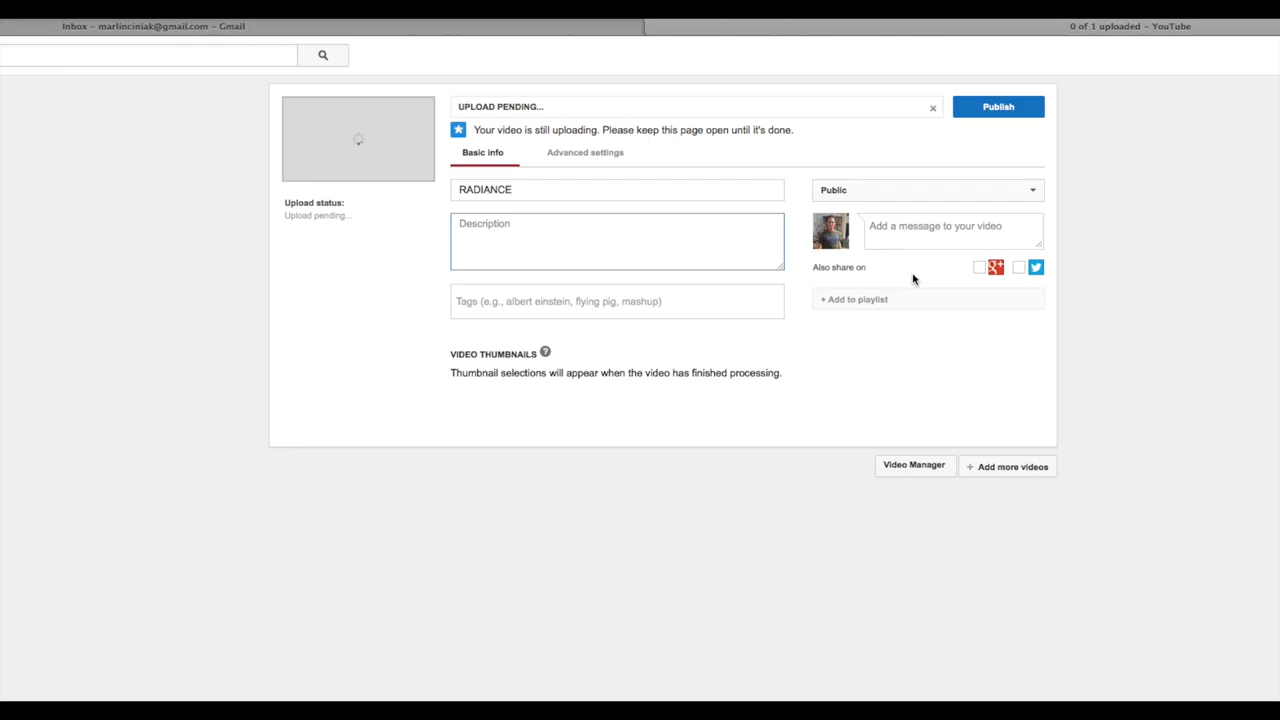 Inbox – marlinciniak@gmail.com – Gmail
0 of 1 uploaded – YouTube
UPLOAD PENDING...
×
Publish
Your video is still uploading. Please keep this page open until it's done.
Basic info
Advanced settings
Upload status:
Upload pending...
RADIANCE
Public
Description
Add a message to your video
Also share on
g+
Tags (e.g., albert einstein, flying pig, mashup)
+ Add to playlist
VIDEO THUMBNAILS ?
Thumbnail selections will appear when the video has finished processing.
Video Manager
+ Add more videos